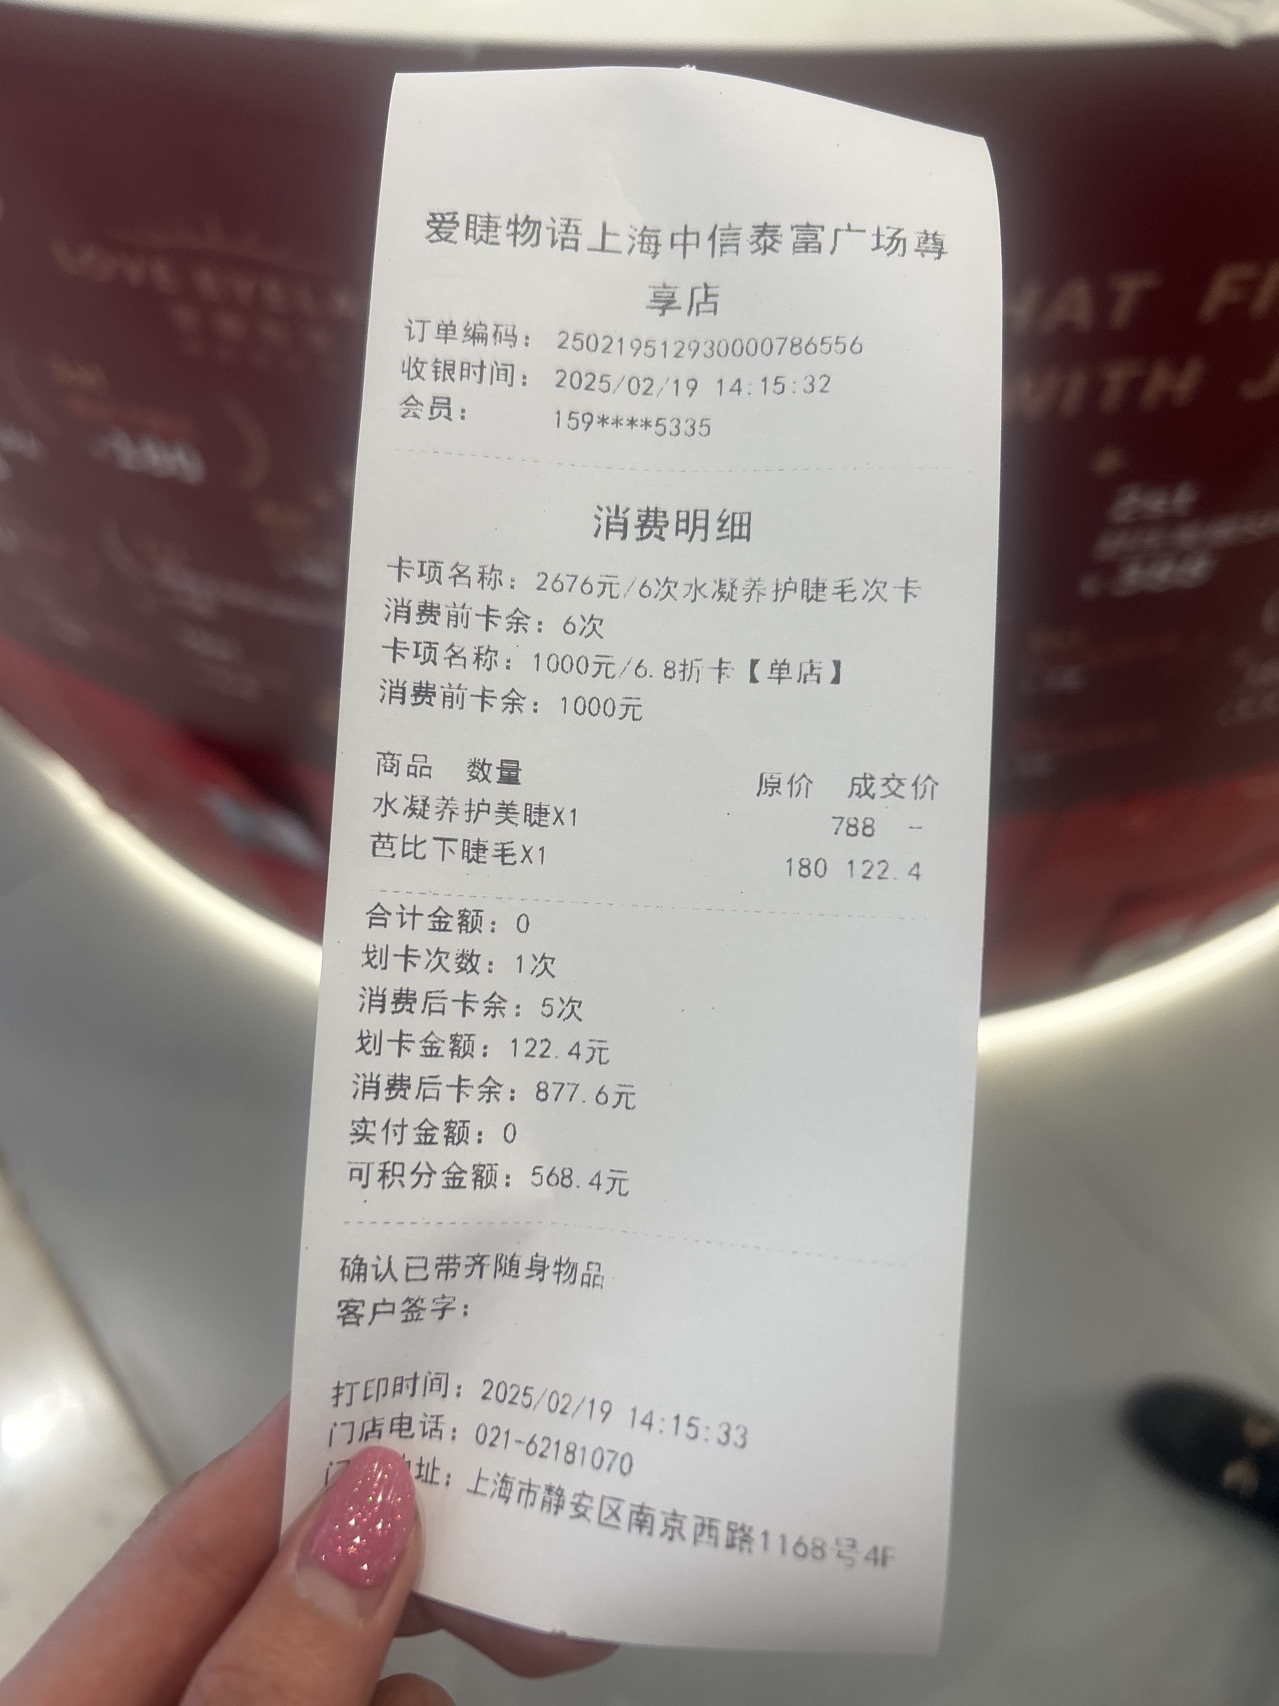 爱睫物语上海中信泰富广场尊
享店
订单编码： 250219512930000786556
收银时间： 2025/02/19 14:15:32
会员： 159****5335
消费明细
卡项名称：2676元/6次水凝养护睫毛次卡
消费前卡余：6次
卡项名称：1000元/6.8折卡【单店】
消费前卡余：1000元
商品 数量 原价 成交价
水凝养护美睫X1 788 -
芭比下睫毛X1 180 122.4
合计金额：0
划卡次数：1次
消费后卡余：5次
划卡金额：122.4元
消费后卡余：877.6元
实付金额：0
可积分金额：568.4元
确认已带齐随身物品
客户签字：
打印时间：2025/02/19 14:15:33
门店电话：021-62181070
址：上海市静安区南京西路1168号4F
HAT FI
WITH J